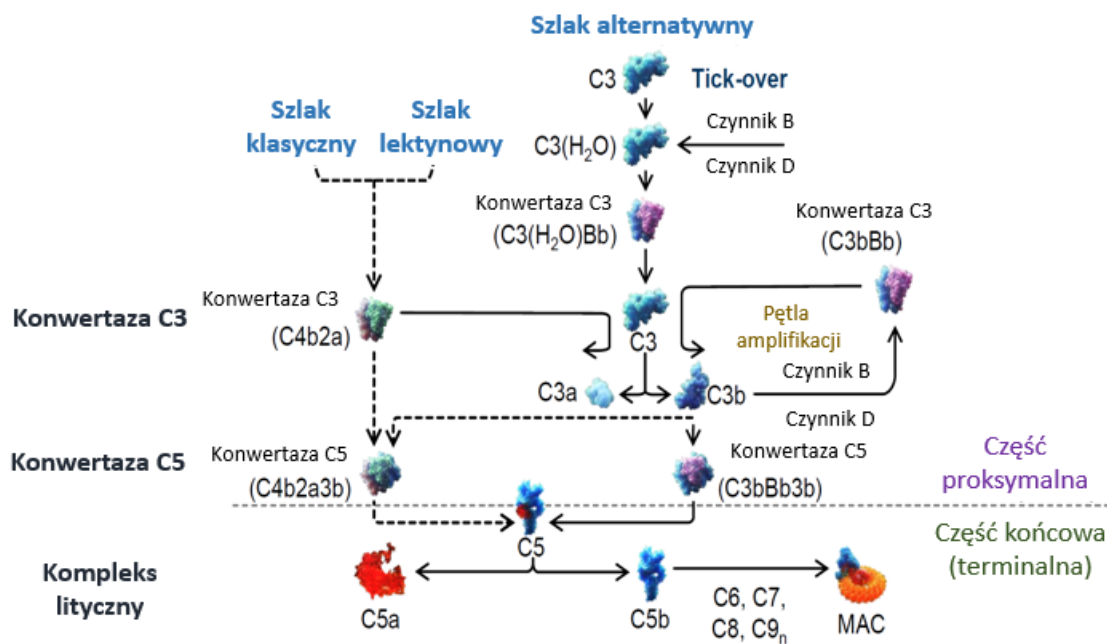 Szlak alternatywny
C3
Tick-over
Szlak
klasyczny
Szlak
lektynowy
Czynnik B
C3(H₂O)
Czynnik D
Konwertaza C3
(C3(H₂O)Bb)
Konwertaza C3
(C3bBb)
Konwertaza C3
Konwertaza C3
(C4b2a)
C3
Pętla
amplifikacji
Czynnik B
C3a
C3b
Czynnik D
Konwertaza C5
Konwertaza C5
(C4b2a3b)
Konwertaza C5
(C3bBb3b)
Część
proksymalna
C5
Część końcowa
(terminalna)
Kompleks
lityczny
C5a
C5b
C6, C7,
C8, C9ₙ
MAC